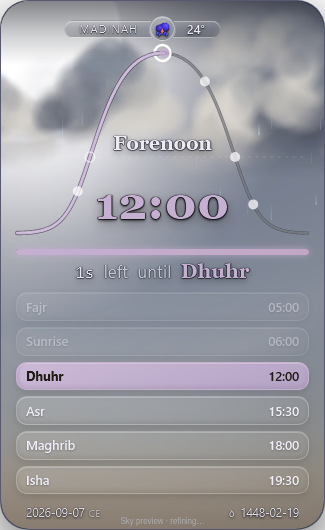 MADĪNAH 24°
Forenoon
12:00
1s left until Dhuhr
Fajr 05:00
Sunrise 06:00
Dhuhr 12:00
Asr 15:30
Maghrib 18:00
Isha 19:30
2026-09-07 CE 1448-02-19
Sky preview · refining...